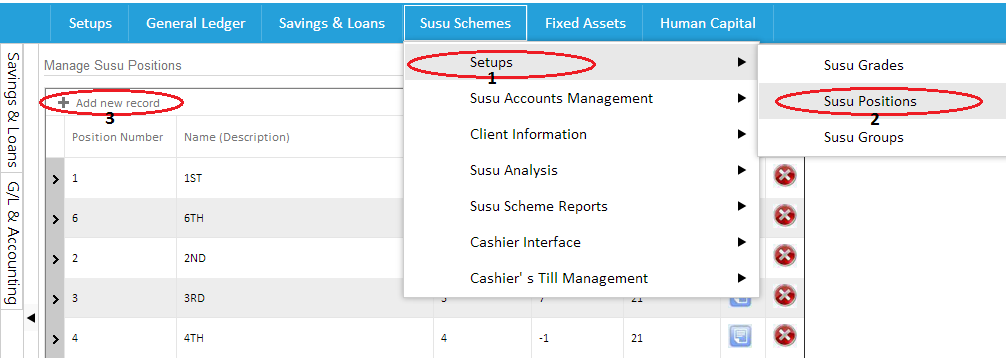 Setups General Ledger Savings & Loans Susu Schemes Fixed Assets Human Capital
Savings & Loans
G/L & Accounting
Manage Susu Positions
Add new record
3
Position Number Name (Description)
1 1ST
6 6TH
2 2ND
3 3RD 3 7 21
4 4TH 4 -1 21
Setups
1
Susu Accounts Management
Client Information
Susu Analysis
Susu Scheme Reports
Cashier Interface
Cashier' s Till Management
Susu Grades
Susu Positions
2
Susu Groups